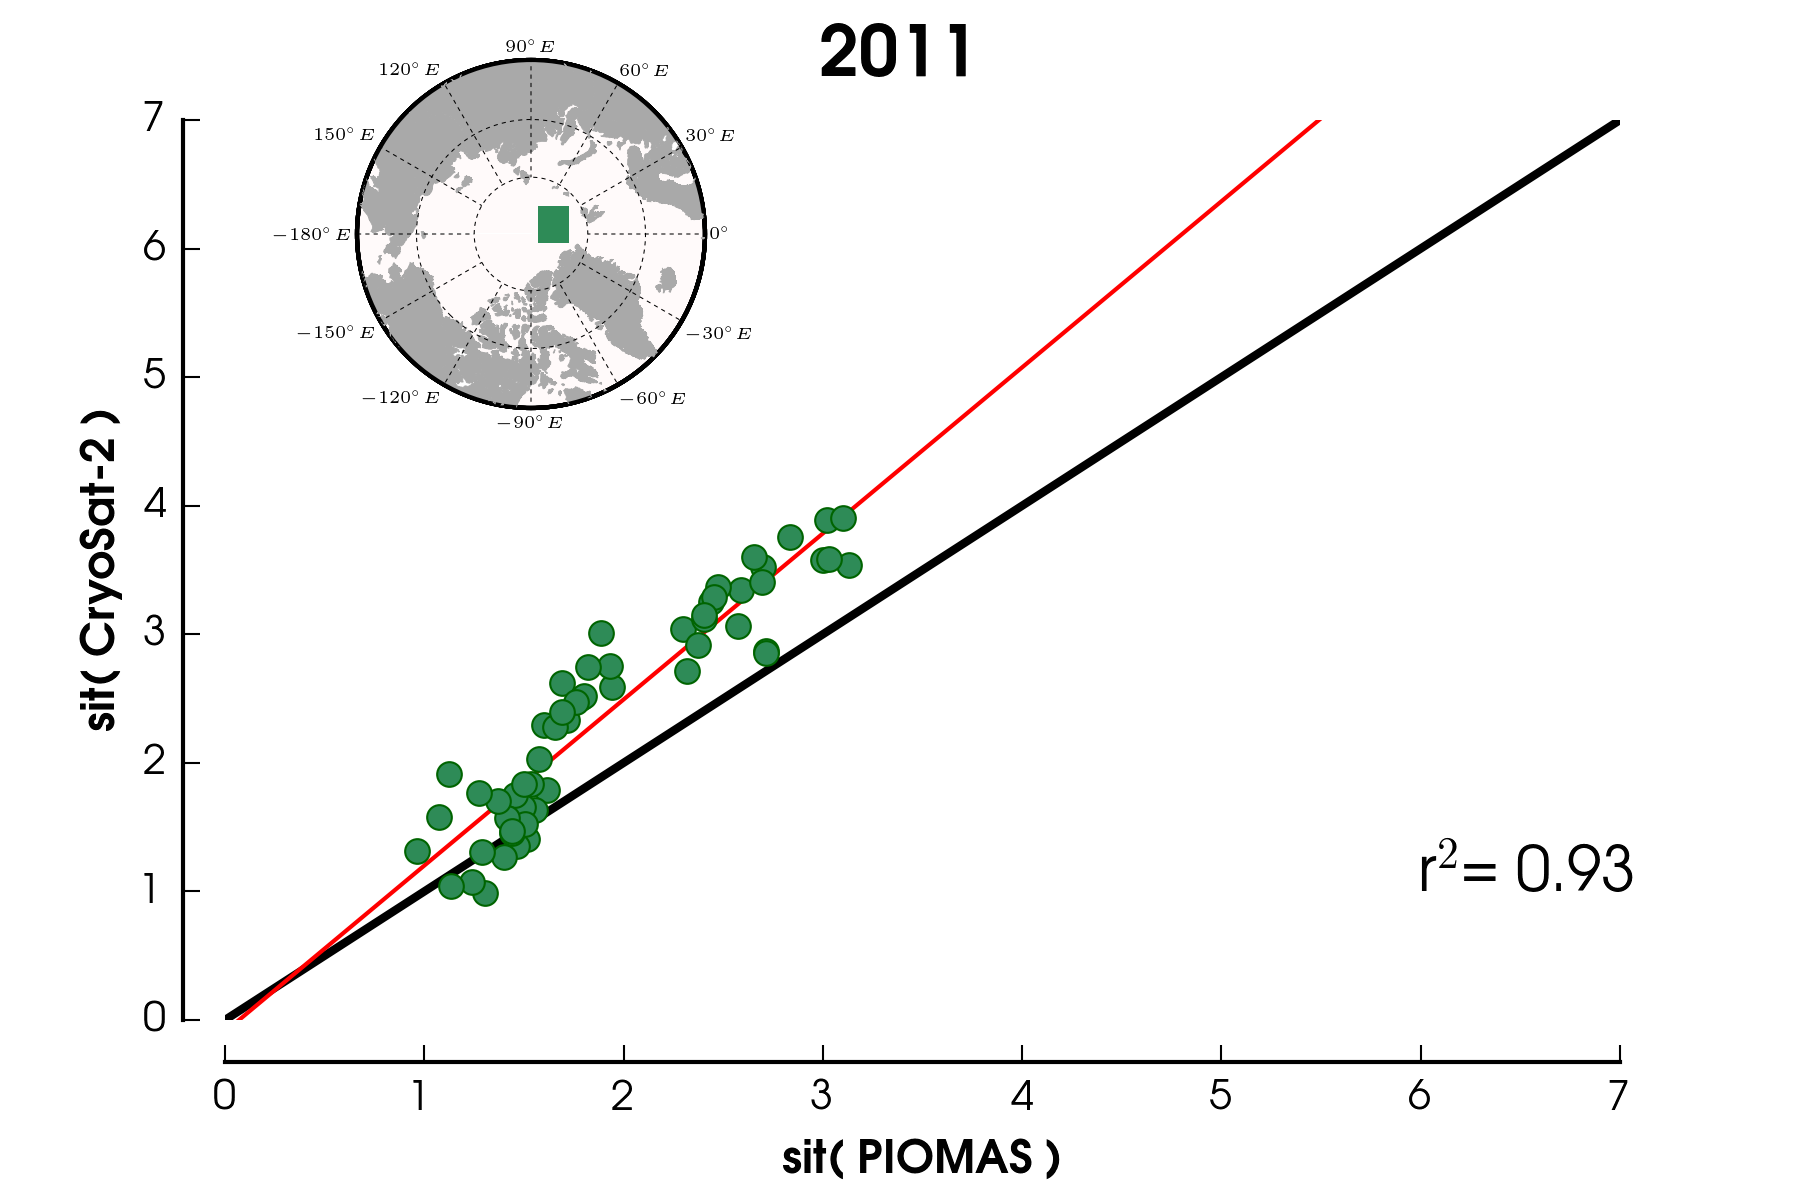 2011
90° E
120° E
60° E
150° E
30° E
−180° E
0°
−150° E
−30° E
−120° E
−60° E
−90° E
7
6
5
4
3
2
1
0
sit( CryoSat-2 )
r²= 0.93
0 1 2 3 4 5 6 7
sit( PIOMAS )